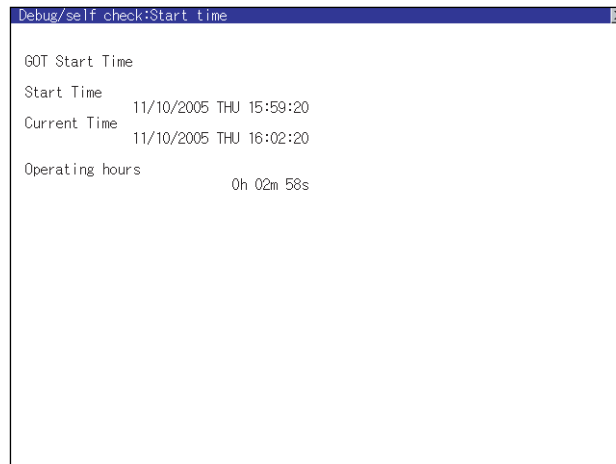 Debug/self check:Start time
GOT Start Time
Start Time
11/10/2005 THU 15:59:20
Current Time
11/10/2005 THU 16:02:20
Operating hours
0h 02m 58s